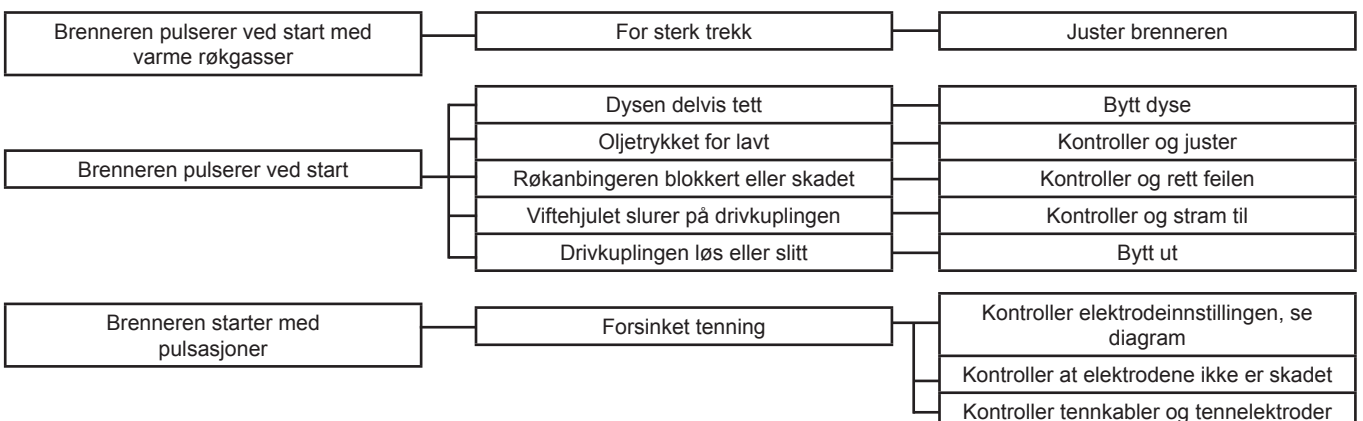 Brenneren pulserer ved start med
varme røkgasser
For sterk trekk
Juster brenneren
Brenneren pulserer ved start
Dysen delvis tett
Bytt dyse
Oljetrykket for lavt
Kontroller og juster
Røkanbingeren blokkert eller skadet
Kontroller og rett feilen
Viftehjulet slurer på drivkuplingen
Kontroller og stram til
Drivkuplingen løs eller slitt
Bytt ut
Brenneren starter med
pulsasjoner
Forsinket tenning
Kontroller elektrodeinnstillingen, se
diagram
Kontroller at elektrodene ikke er skadet
Kontroller tennkabler og tennelektroder